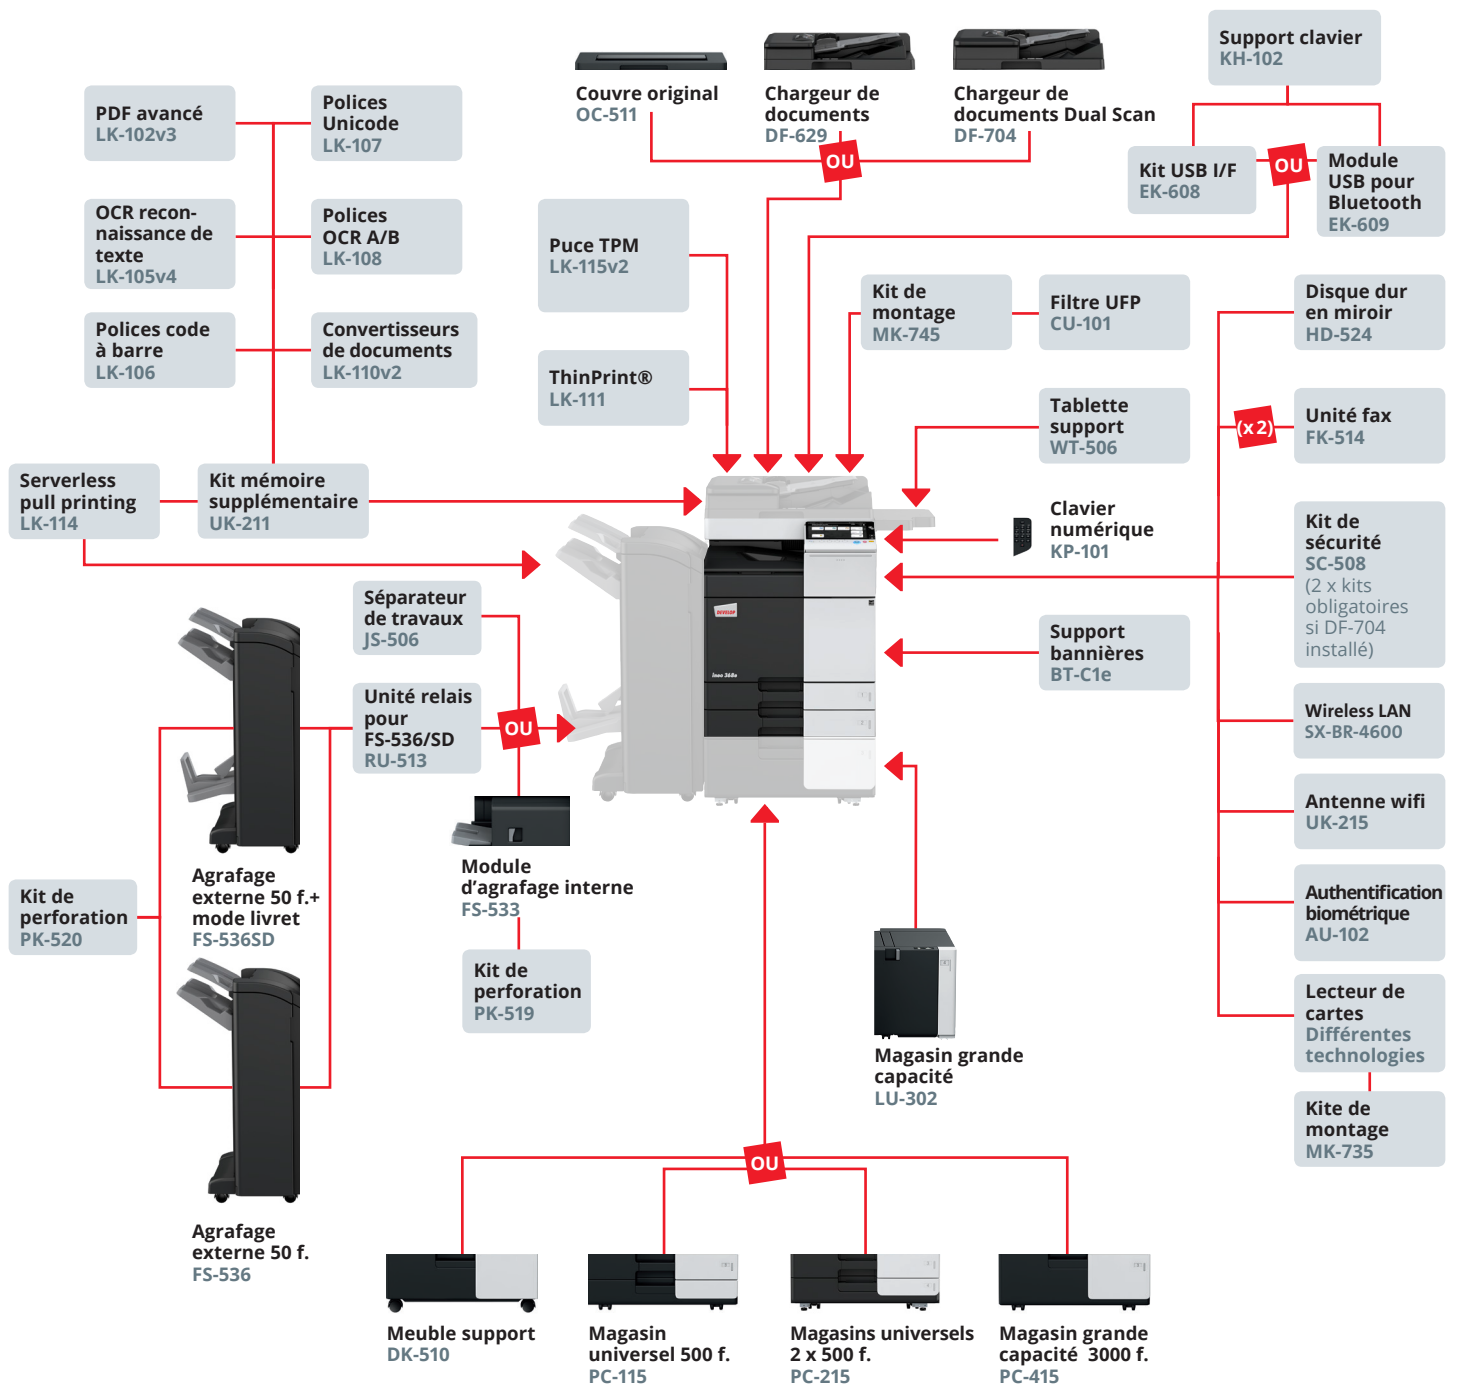 Support clavier
KH-102
Couvre original
OC-511
Chargeur de
documents
DF-629
Chargeur de
documents Dual Scan
DF-704
OU
PDF avancé
LK-102v3
Polices
Unicode
LK-107
Kit USB I/F
EK-608
OU
Module
USB pour
Bluetooth
EK-609
OCR recon-
naissance de
texte
LK-105v4
Polices
OCR A/B
LK-108
Puce TPM
LK-115v2
Kit de
montage
MK-745
Filtre UFP
CU-101
Disque dur
en miroir
HD-524
Polices code
à barre
LK-106
Convertisseurs
de documents
LK-110v2
ThinPrint®
LK-111
Tablette
support
WT-506
(x 2)
Unité fax
FK-514
Serverless
pull printing
LK-114
Kit mémoire
supplémentaire
UK-211
Clavier
numérique
KP-101
Kit de
sécurité
SC-508
(2 x kits
obligatoires
si DF-704
installé)
Séparateur
de travaux
JS-506
DEVELOP
ineo 368e
Support
bannières
BT-C1e
Unité relais
pour
FS-536/SD
RU-513
OU
Wireless LAN
SX-BR-4600
Antenne wifi
UK-215
Agrafage
externe 50 f.+
mode livret
FS-536SD
Module
d'agrafage interne
FS-533
Kit de
perforation
PK-520
Authentification
biométrique
AU-102
Kit de
perforation
PK-519
Lecteur de
cartes
Différentes
technologies
Magasin grande
capacité
LU-302
Kite de
montage
MK-735
OU
Agrafage
externe 50 f.
FS-536
Meuble support
DK-510
Magasin
universel 500 f.
PC-115
Magasins universels
2 x 500 f.
PC-215
Magasin grande
capacité 3000 f.
PC-415